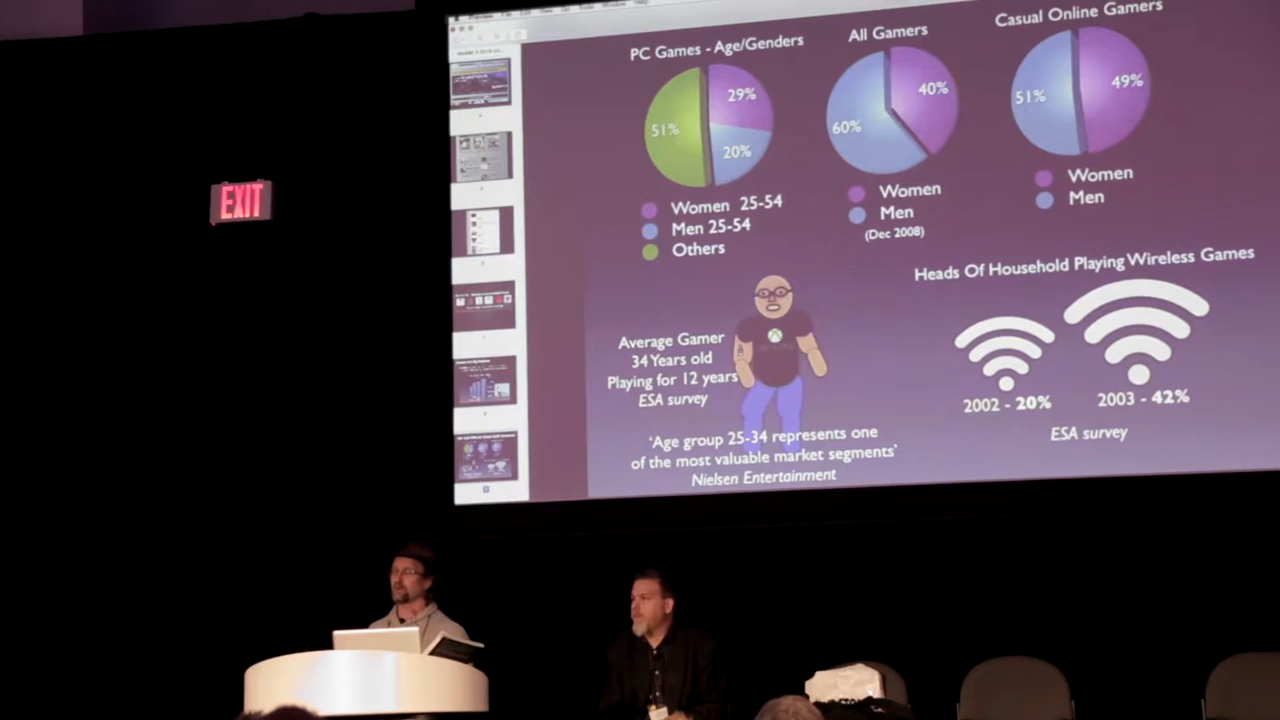 PC Games - Age/Genders
All Gamers
Casual Online Gamers
29%
51%
20%
40%
60%
51%
49%
Women 25-54
Men 25-54
Others
Women
Men
(Dec 2008)
Women
Men
EXIT
Heads Of Household Playing Wireless Games
Average Gamer
34 Years old
Playing for 12 years
ESA survey
2002 - 20%
2003 - 42%
ESA survey
'Age group 25-34 represents one
of the most valuable market segments'
Nielsen Entertainment